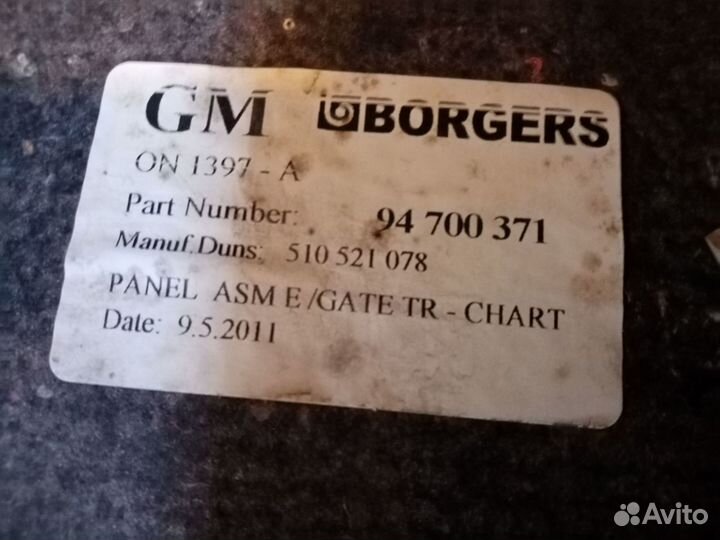 GM BORGERS
ON 1397 - A
Part Number: 94 700 371
Manuf.Duns: 510 521 078
PANEL ASM E/GATE TR - CHART
Date: 9.5.2011
Avito